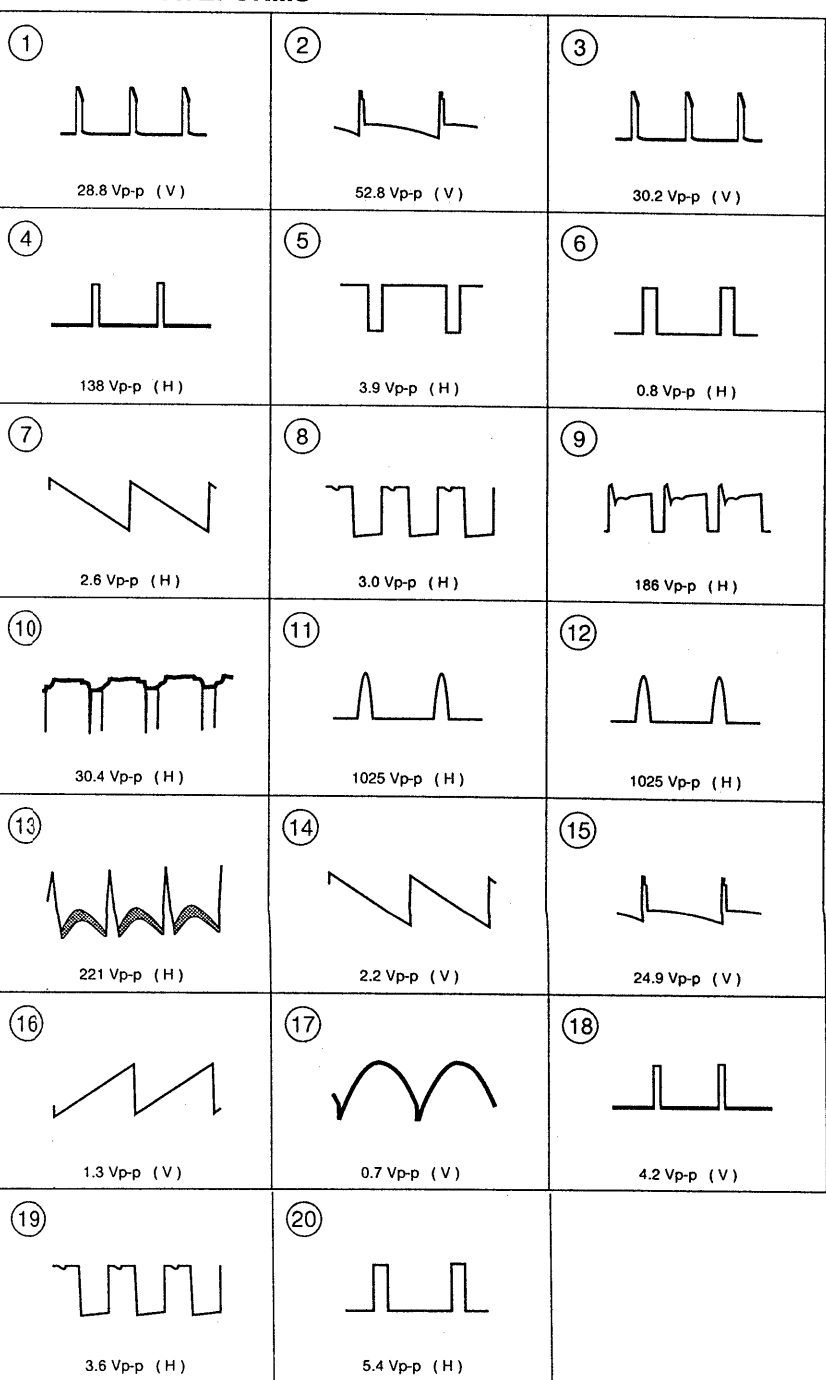 1 2 3
28.8 Vp-p ( V ) 52.8 Vp-p ( V ) 30.2 Vp-p ( V )
4 5 6
138 Vp-p ( H ) 3.9 Vp-p ( H ) 0.8 Vp-p ( H )
7 8 9
2.6 Vp-p ( H ) 3.0 Vp-p ( H ) 186 Vp-p ( H )
10 11 12
30.4 Vp-p ( H ) 1025 Vp-p ( H ) 1025 Vp-p ( H )
13 14 15
221 Vp-p ( H ) 2.2 Vp-p ( V ) 24.9 Vp-p ( V )
16 17 18
1.3 Vp-p ( V ) 0.7 Vp-p ( V ) 4.2 Vp-p ( V )
19 20
3.6 Vp-p ( H ) 5.4 Vp-p ( H )